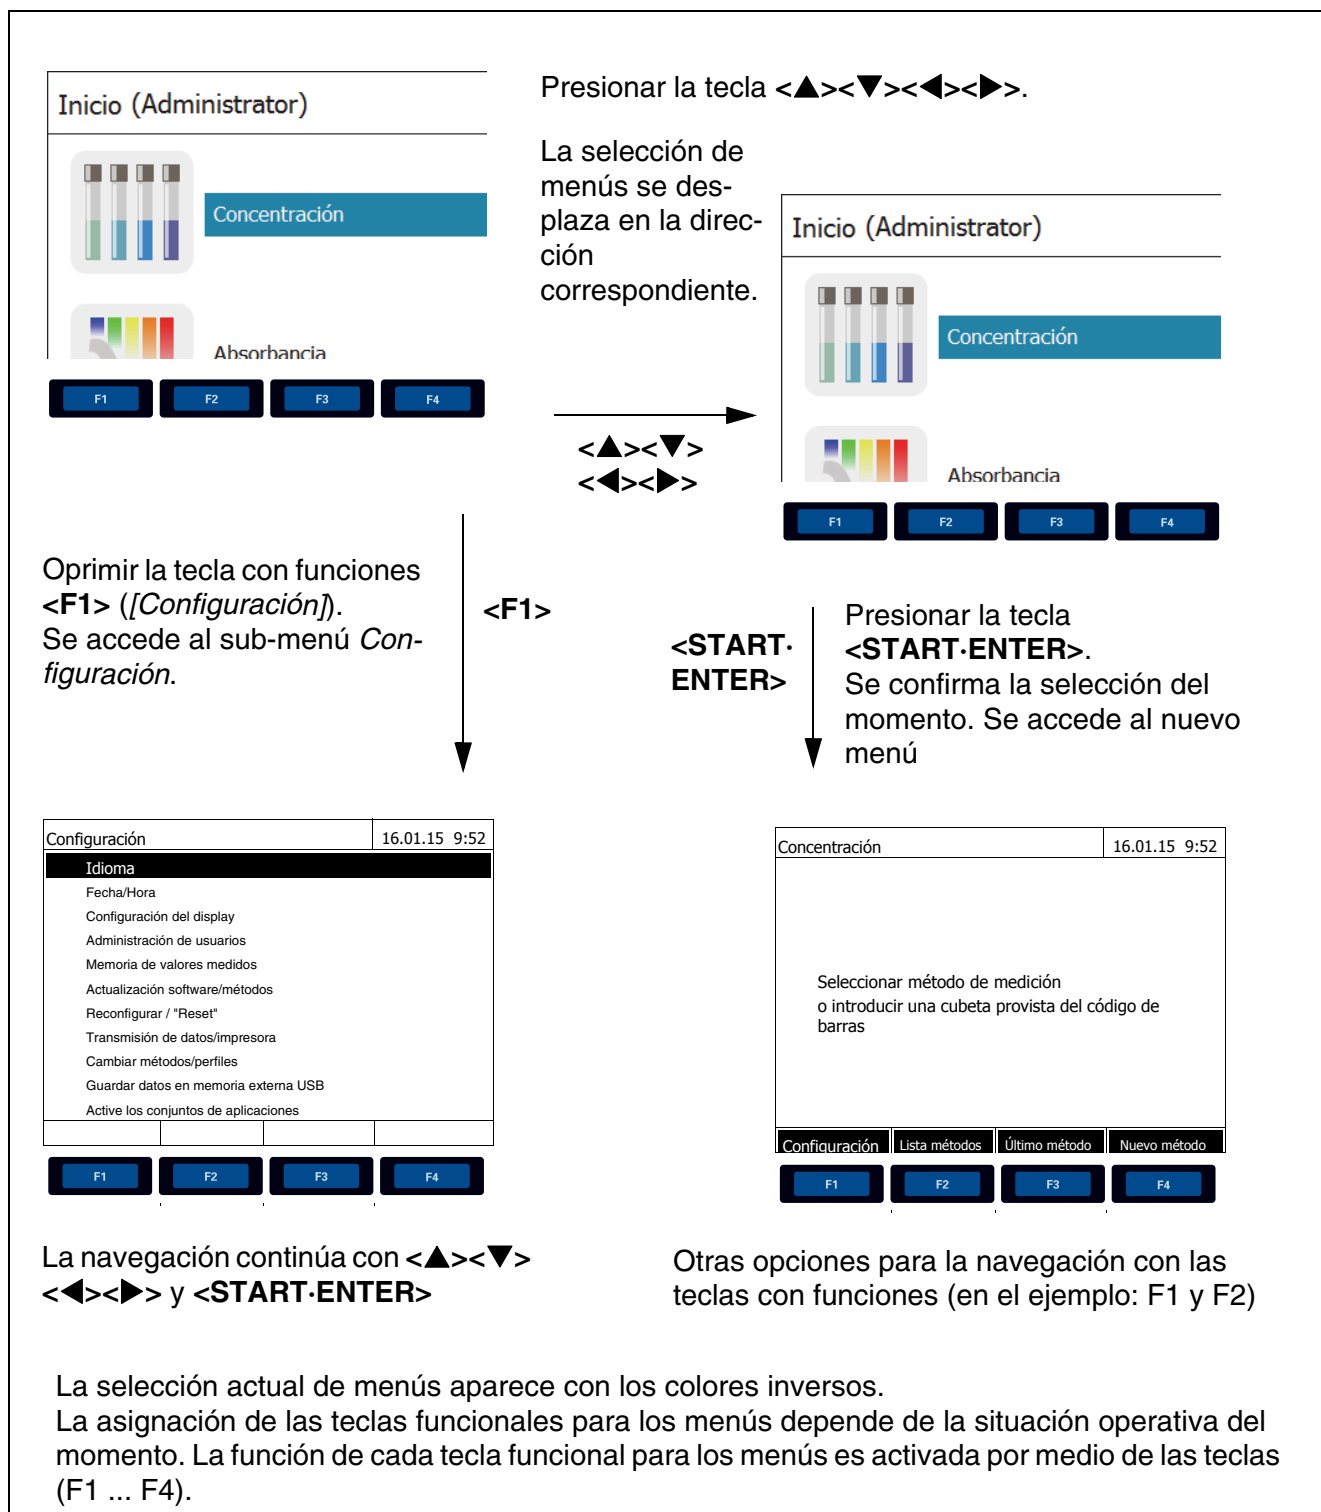 Inicio (Administrator)
Concentración
Absorbancia
F1 F2 F3 F4
Presionar la tecla <▲><▼><◀><▶>.
La selección de
menús se des-
plaza en la direc-
ción
correspondiente.
<▲><▼>
<◀><▶>
Inicio (Administrator)
Concentración
Absorbancia
F1 F2 F3 F4
Oprimir la tecla con funciones
<F1> ([Configuración]).
Se accede al sub-menú Con-
figuración.
<F1>
<START·
ENTER>
Presionar la tecla
<START·ENTER>.
Se confirma la selección del
momento. Se accede al nuevo
menú
Configuración 16.01.15 9:52
Idioma
Fecha/Hora
Configuración del display
Administración de usuarios
Memoria de valores medidos
Actualización software/métodos
Reconfigurar / "Reset"
Transmisión de datos/impresora
Cambiar métodos/perfiles
Guardar datos en memoria externa USB
Active los conjuntos de aplicaciones
F1 F2 F3 F4
Concentración 16.01.15 9:52
Seleccionar método de medición
o introducir una cubeta provista del código de
barras
Configuración Lista métodos Último método Nuevo método
F1 F2 F3 F4
La navegación continúa con <▲><▼>
<◀><▶> y <START·ENTER>
Otras opciones para la navegación con las
teclas con funciones (en el ejemplo: F1 y F2)
La selección actual de menús aparece con los colores inversos.
La asignación de las teclas funcionales para los menús depende de la situación operativa del
momento. La función de cada tecla funcional para los menús es activada por medio de las teclas
(F1 ... F4).